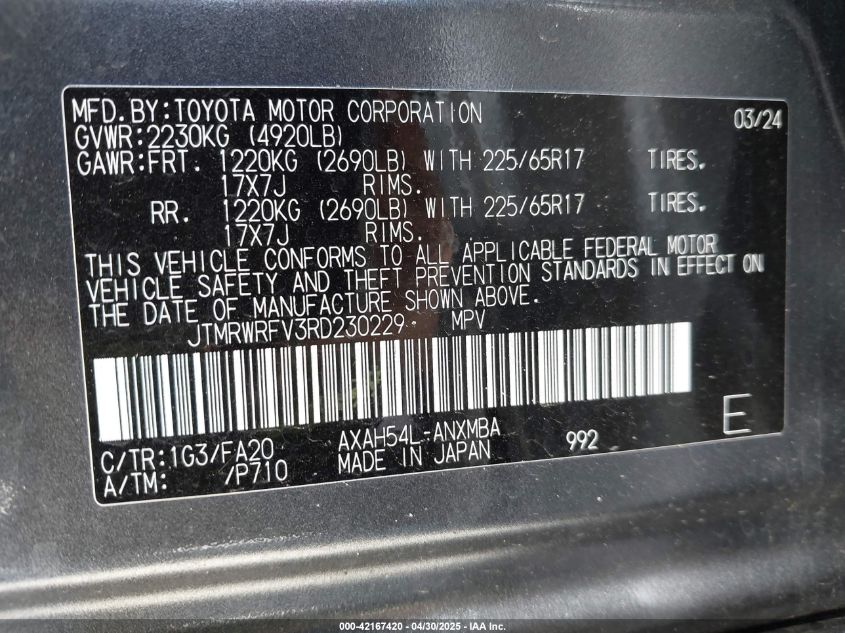 MFD.BY:TOYOTA MOTOR CORPORATION 03/24
GVWR:2230KG (4920LB)
GAWR:FRT. 1220KG (2690LB) WITH 225/65R17 TIRES.
17X7J RIMS.
RR. 1220KG (2690LB) WITH 225/65R17 TIRES.
17X7J RIMS.
THIS VEHICLE CONFORMS TO ALL APPLICABLE FEDERAL MOTOR
VEHICLE SAFETY AND THEFT PREVENTION STANDARDS IN EFFECT ON
THE DATE OF MANUFACTURE SHOWN ABOVE.
JTMRWRFV3RD230229 MPV
E
C/TR:1G3/FA20 AXAH54L-ANXMBA 992
A/TM: /P710 MADE IN JAPAN
000-42167420 • 04/30/2025 • IAA Inc.